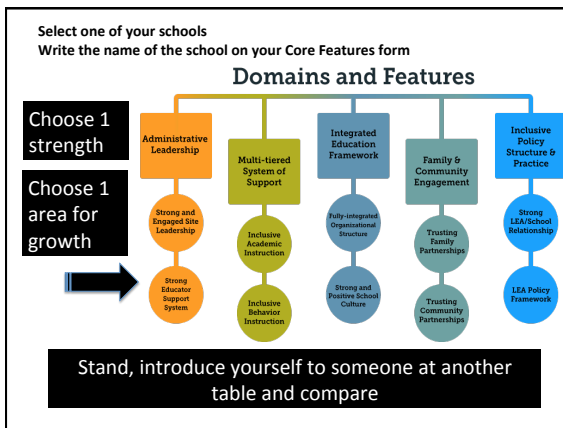 Select one of your schools
Write the name of the school on your Core Features form
Domains and Features
Choose 1
strength
Choose 1
area for
growth
Administrative
Leadership
Strong and
Engaged Site
Leadership
Strong
Educator
Support
System
Multi-tiered
System of
Support
Inclusive
Academic
Instruction
Inclusive
Behavior
Instruction
Integrated
Education
Framework
Fully-integrated
Organizational
Structure
Strong and
Positive School
Culture
Family &
Community
Engagement
Trusting
Family
Partnerships
Trusting
Community
Partnerships
Inclusive
Policy
Structure &
Practice
Strong
LEA/School
Relationship
LEA Policy
Framework
Stand, introduce yourself to someone at another
table and compare